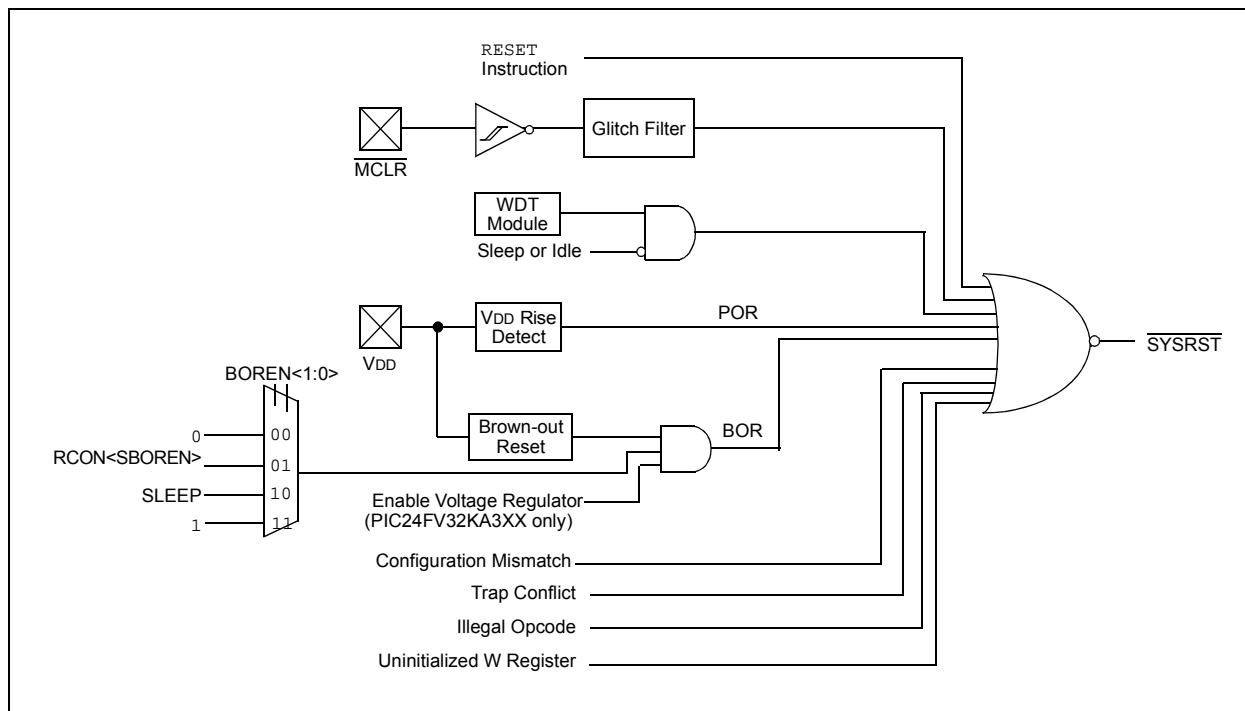 RESET
Instruction
MCLR
Glitch Filter
WDT
Module
Sleep or Idle
VDD
VDD Rise
Detect
POR
SYSRST
BOREN<1:0>
0
00
RCON<SBOREN>
01
SLEEP
10
1
11
Brown-out
Reset
BOR
Enable Voltage Regulator
(PIC24FV32KA3XX only)
Configuration Mismatch
Trap Conflict
Illegal Opcode
Uninitialized W Register